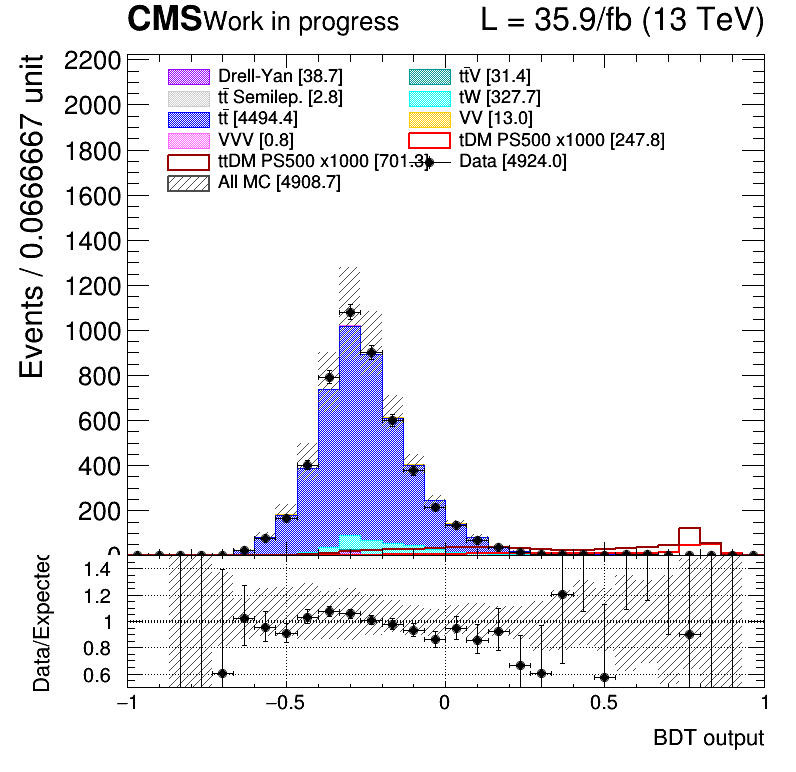 CMS Work in progress L = 35.9/fb (13 TeV)
Events / 0.0666667 unit
2200
2000
1800
1600
1400
1200
1000
800
600
400
200
0
Drell-Yan [38.7]
tt̄V [31.4]
tt̄ Semilep. [2.8]
tW [327.7]
tt̄ [4494.4]
VV [13.0]
VVV [0.8]
tDM PS500 x1000 [247.8]
ttDM PS500 x1000 [701.3]
Data [4924.0]
All MC [4908.7]
Data/Expected
1.4
1.2
1
0.8
0.6
−1 −0.5 0 0.5 1
BDT output